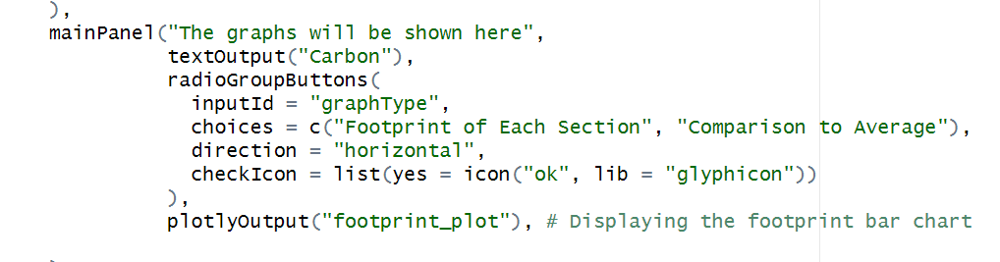 ),
mainPanel("The graphs will be shown here",
textOutput("Carbon"),
radioGroupButtons(
inputId = "graphType",
choices = c("Footprint of Each Section", "Comparison to Average"),
direction = "horizontal",
checkIcon = list(yes = icon("ok", lib = "glyphicon"))
),
plotlyOutput("footprint_plot"), # Displaying the footprint bar chart